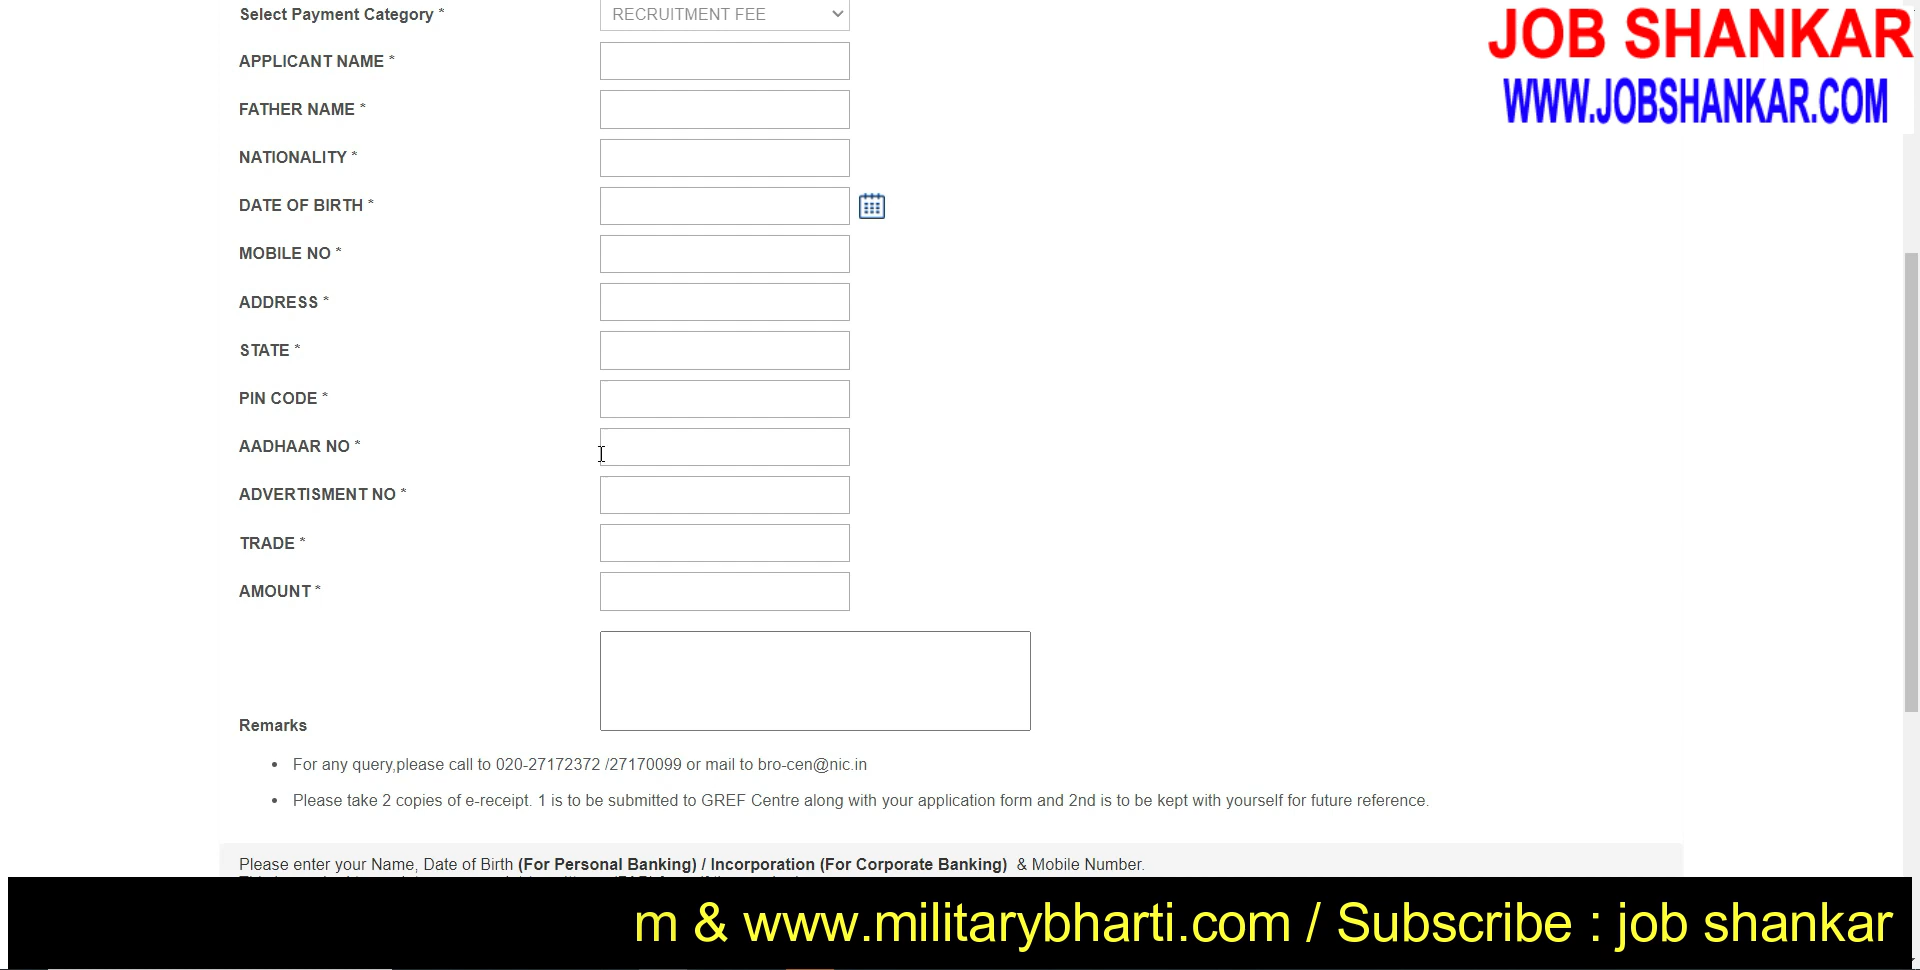 Select Payment Category *
RECRUITMENT FEE
JOB SHANKAR
WWW.JOBSHANKAR.COM
APPLICANT NAME *
FATHER NAME *
NATIONALITY *
DATE OF BIRTH *
MOBILE NO *
ADDRESS *
STATE *
PIN CODE *
AADHAAR NO *
ADVERTISMENT NO *
TRADE *
AMOUNT *
Remarks
• For any query,please call to 020-27172372 /27170099 or mail to bro-cen@nic.in
• Please take 2 copies of e-receipt. 1 is to be submitted to GREF Centre along with your application form and 2nd is to be kept with yourself for future reference.
Please enter your Name, Date of Birth (For Personal Banking) / Incorporation (For Corporate Banking) & Mobile Number.
m & www.militarybharti.com / Subscribe : job shankar